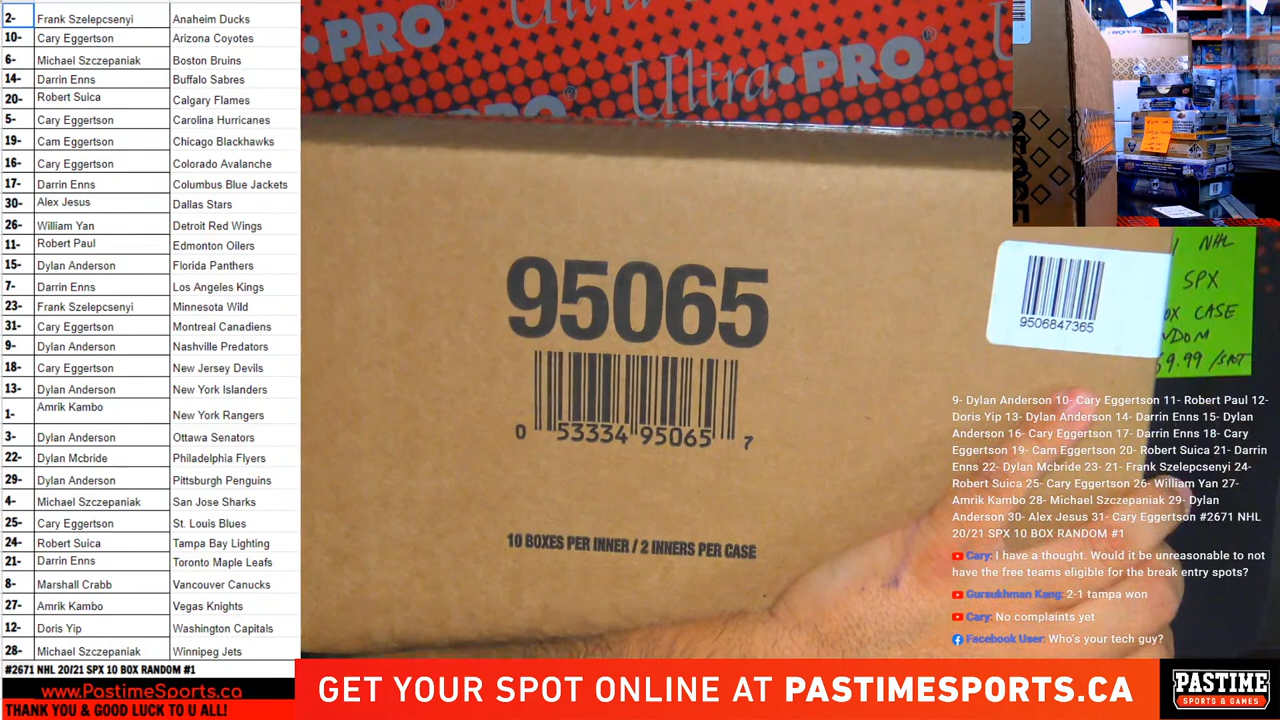 2- Frank Szelepcsenyi Anaheim Ducks
10- Cary Eggertson Arizona Coyotes
6- Michael Szczepaniak Boston Bruins
14- Darrin Enns Buffalo Sabres
20- Robert Suica Calgary Flames
5- Cary Eggertson Carolina Hurricanes
19- Cam Eggertson Chicago Blackhawks
16- Cary Eggertson Colorado Avalanche
17- Darrin Enns Columbus Blue Jackets
30- Alex Jesus Dallas Stars
26- William Yan Detroit Red Wings
11- Robert Paul Edmonton Oilers
15- Dylan Anderson Florida Panthers
7- Darrin Enns Los Angeles Kings
23- Frank Szelepcsenyi Minnesota Wild
31- Cary Eggertson Montreal Canadiens
9- Dylan Anderson Nashville Predators
18- Cary Eggertson New Jersey Devils
13- Dylan Anderson New York Islanders
1- Amrik Kambo New York Rangers
3- Dylan Anderson Ottawa Senators
22- Dylan Mcbride Philadelphia Flyers
29- Dylan Anderson Pittsburgh Penguins
4- Michael Szczepaniak San Jose Sharks
25- Cary Eggertson St. Louis Blues
24- Robert Suica Tampa Bay Lighting
21- Darrin Enns Toronto Maple Leafs
8- Marshall Crabb Vancouver Canucks
27- Amrik Kambo Vegas Knights
12- Doris Yip Washington Capitals
28- Michael Szczepaniak Winnipeg Jets
#2671 NHL 20/21 SPX 10 BOX RANDOM #1
www.PastimeSports.ca
THANK YOU & GOOD LUCK TO U ALL!
PRO® Ultra PRO®
95065
0 53334 95065 7
10 BOXES PER INNER / 2 INNERS PER CASE
9506847365
NHL
SPX
OX CASE
NDOM
9.99 /SPOT
9- Dylan Anderson 10- Cary Eggertson 11- Robert Paul 12-
Doris Yip 13- Dylan Anderson 14- Darrin Enns 15- Dylan
Anderson 16- Cary Eggertson 17- Darrin Enns 18- Cary
Eggertson 19- Cam Eggertson 20- Robert Suica 21- Darrin
Enns 22- Dylan Mcbride 23- 21- Frank Szelepcsenyi 24-
Robert Suica 25- Cary Eggertson 26- William Yan 27-
Amrik Kambo 28- Michael Szczepaniak 29- Dylan
Anderson 30- Alex Jesus 31- Cary Eggertson #2671 NHL
20/21 SPX 10 BOX RANDOM #1
Cary: I have a thought. Would it be unreasonable to not
have the free teams eligible for the break entry spots?
Gursukhman Kang: 2-1 tampa won
Cary: No complaints yet
Facebook User: Who's your tech guy?
GET YOUR SPOT ONLINE AT PASTIMESPORTS.CA
PASTIME
SPORTS & GAMES